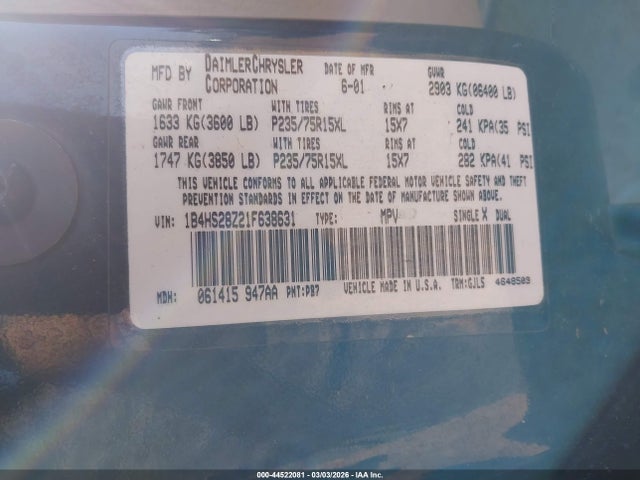 MFD BY DAIMLERCHRYSLER CORPORATION DATE OF MFR 6-01 GVWR 2903 KG(06400 LB)
GAWR FRONT WITH TIRES RIMS AT COLD
1633 KG(3600 LB) P235/75R15XL 15X7 241 KPA(35 PSI
GAWR REAR WITH TIRES RIMS AT COLD
1747 KG(3850 LB) P235/75R15XL 15X7 282 KPA(41 PSI
THIS VEHICLE CONFORMS TO ALL APPLICABLE FEDERAL MOTOR VEHICLE SAFETY AND THEFT
PREVENTION STANDARDS IN EFFECT ON THE DATE OF MANUFACTURE SHOWN ABOVE.
VIN: 1B4HS28Z21F638631 TYPE: MPV SINGLE X DUAL
MDH: 061415 947AA PNT:PB7 VEHICLE MADE IN U.S.A. TRM:GJLS 4648503
000-44522081 - 03/03/2026 - IAA Inc.